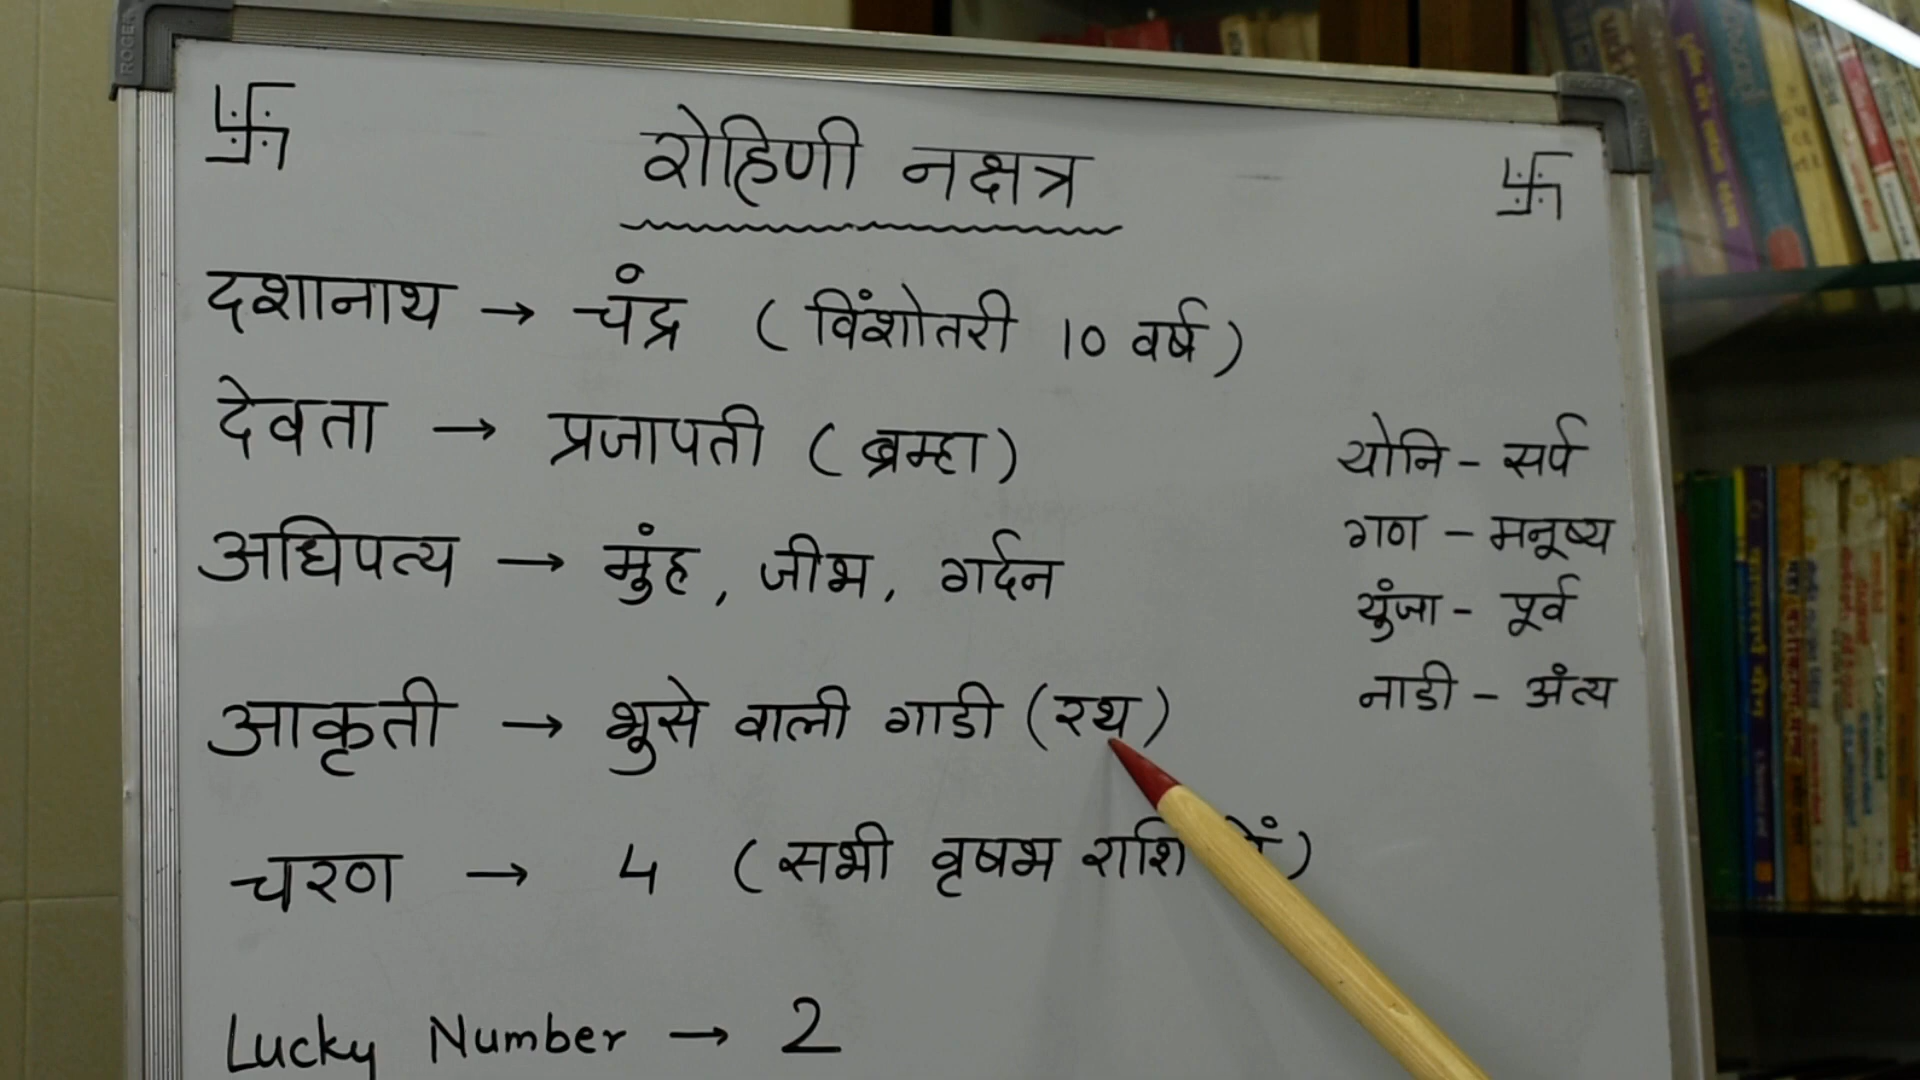 ROGER
रोहिणी नक्षत्र
दशानाथ → चंद्र (विंशोतरी 10 वर्ष)
देवता → प्रजापती (ब्रम्हा)
अधिपत्य → मुंह, जीभ, गर्दन
आकृती → भुसे वाली गाडी (रथ)
चरण → 4 (सभी वृषभ राशि में)
Lucky Number → 2
योनि - सर्प
गण - मनूष्य
युंजा - पूर्व
नाडी - अंत्य